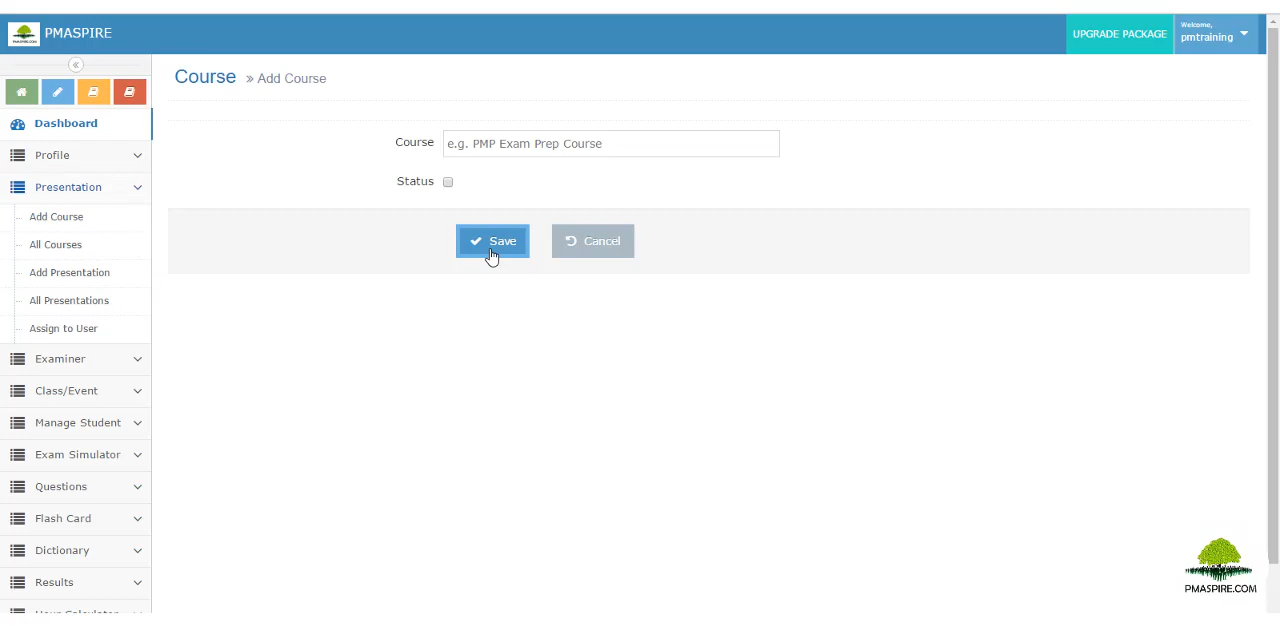 PMASPIRE
UPGRADE PACKAGE
Welcome,
pmtraining
Course » Add Course
Dashboard
Profile
Presentation
Add Course
All Courses
Add Presentation
All Presentations
Assign to User
Examiner
Class/Event
Manage Student
Exam Simulator
Questions
Flash Card
Dictionary
Results
Course e.g. PMP Exam Prep Course
Status
Save Cancel
PMASPIRE.COM